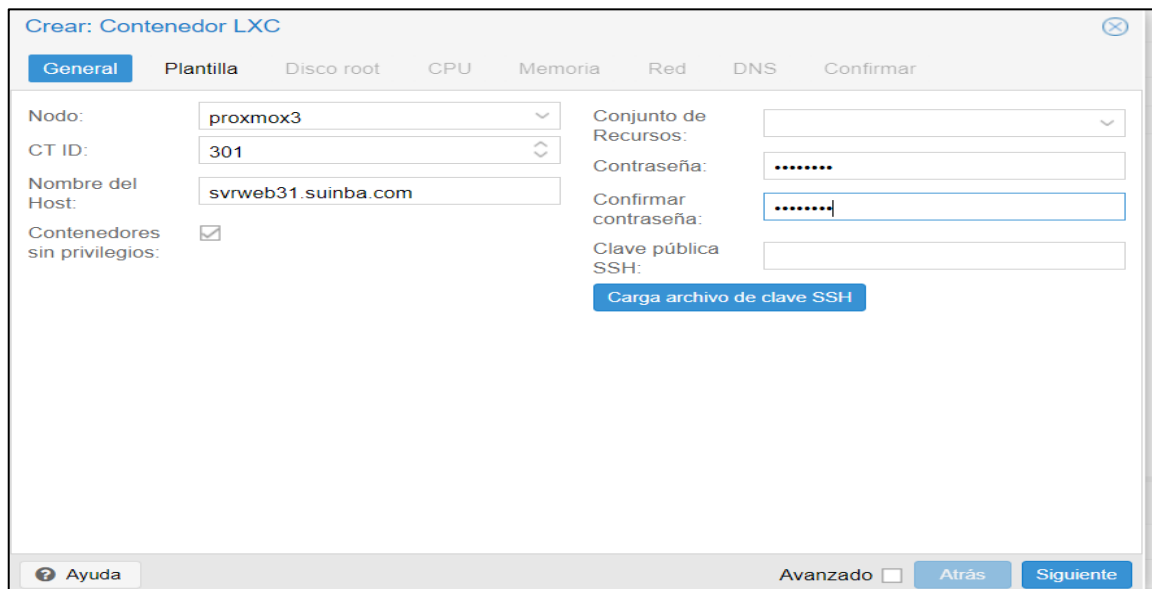 Crear: Contenedor LXC
General Plantilla Disco root CPU Memoria Red DNS Confirmar
Nodo: proxmox3
CT ID: 301
Nombre del
Host: svrweb31.suinba.com
Contenedores
sin privilegios:
Conjunto de
Recursos:
Contraseña: ••••••••
Confirmar
contraseña: ••••••••
Clave pública
SSH:
Carga archivo de clave SSH
Ayuda Avanzado Atrás Siguiente